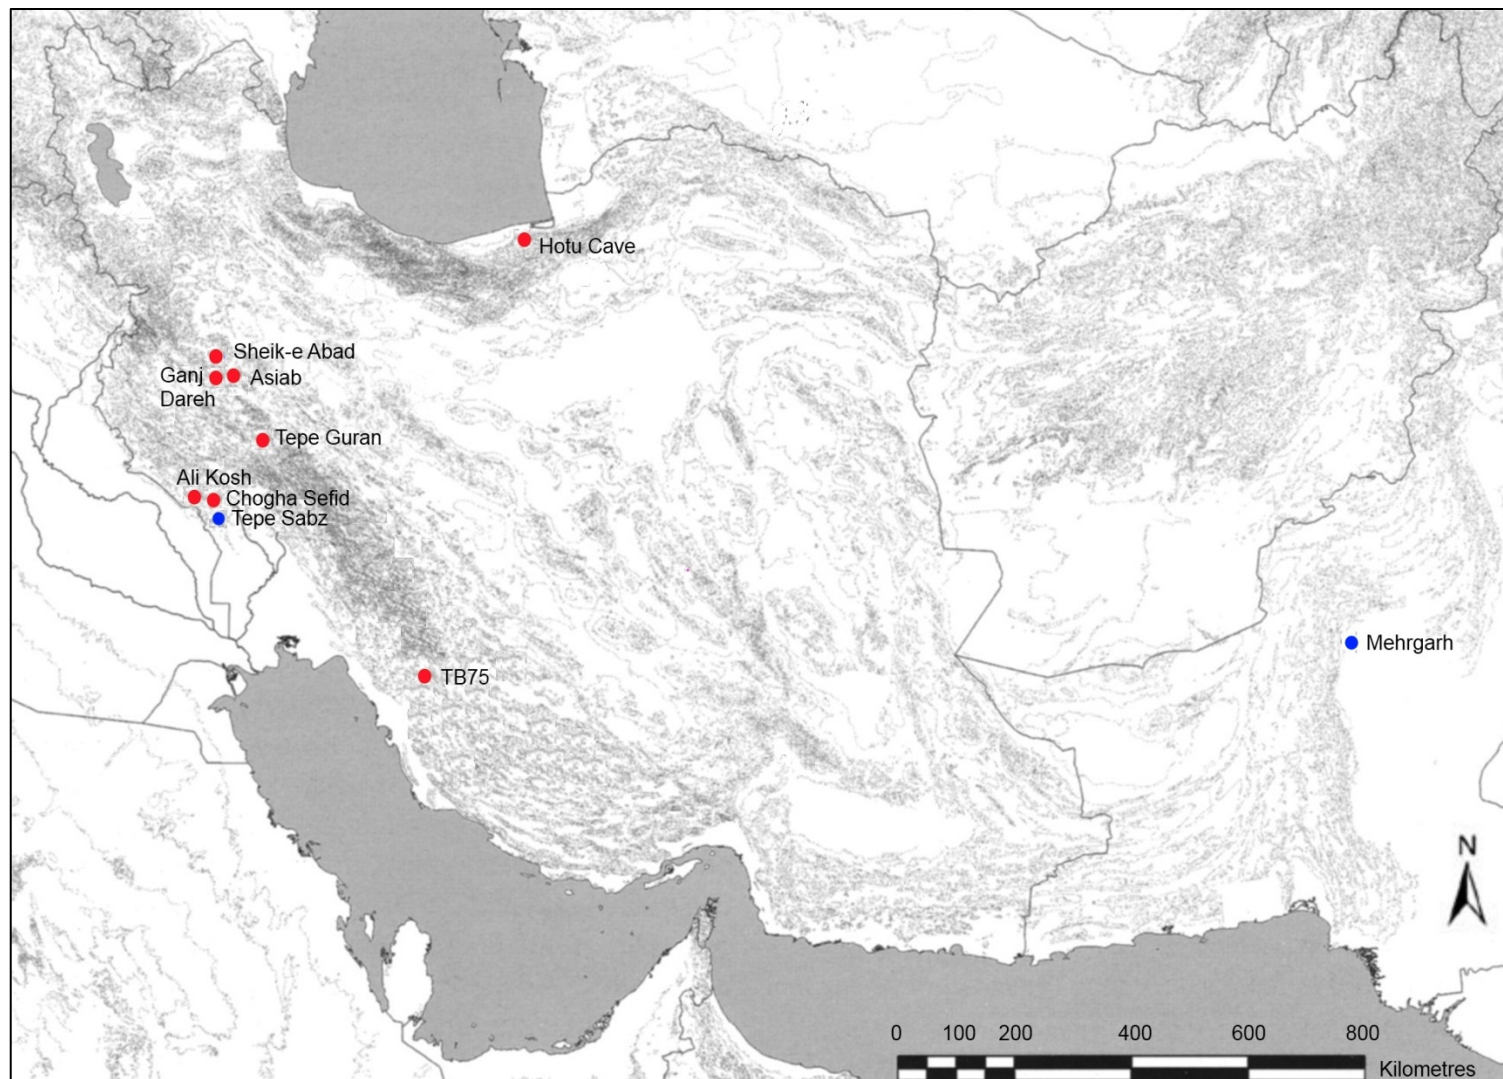 Hotu Cave
Sheik-e Abad
Ganj
Dareh
Asiab
Tepe Guran
Ali Kosh
Chogha Sefid
Tepe Sabz
Mehrgarh
TB75
N
0 100 200 400 600 800
Kilometres